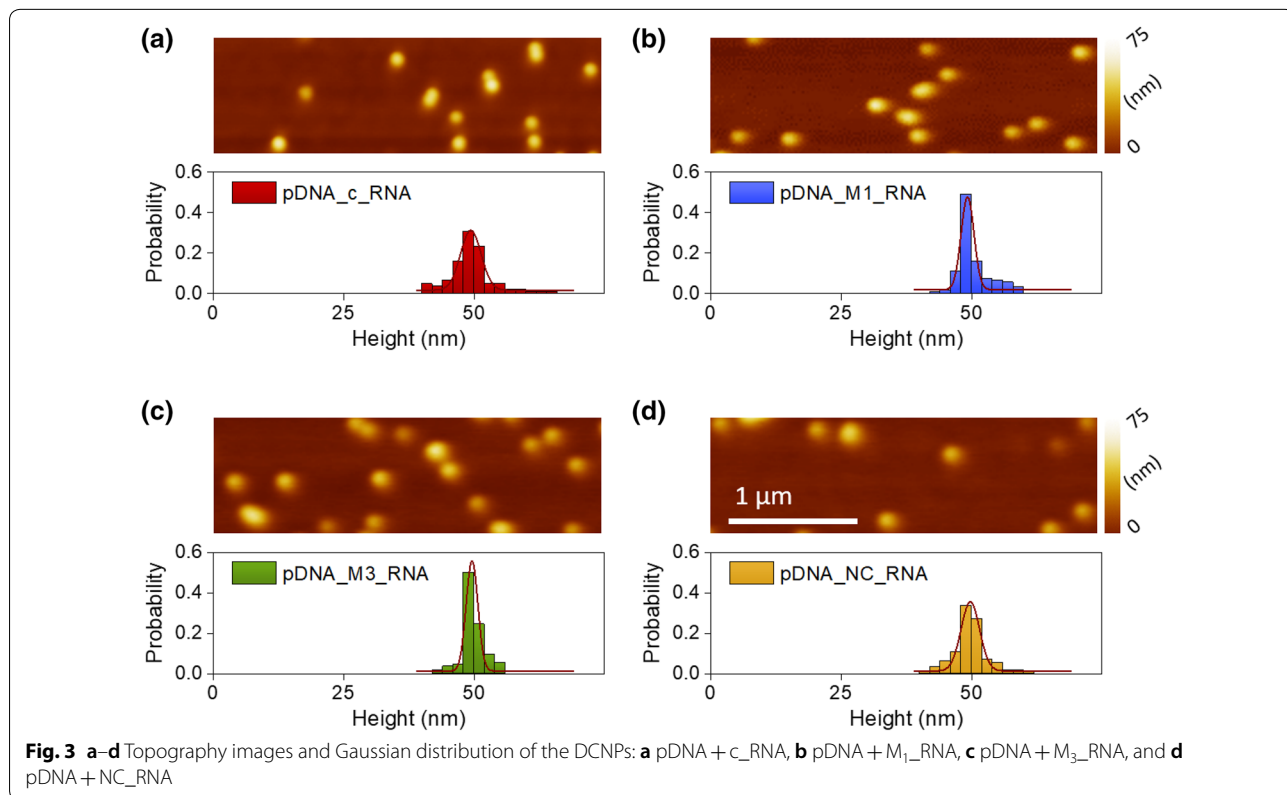 (a)
(b)
75
(nm)
0
0.6
0.4
0.2
0.0
Probability
pDNA_c_RNA
0 25 50
Height (nm)
0.6
0.4
0.2
0.0
Probability
pDNA_M1_RNA
0 25 50
Height (nm)
(c)
(d)
1 μm
75
(nm)
0
0.6
0.4
0.2
0.0
Probability
pDNA_M3_RNA
0 25 50
Height (nm)
0.6
0.4
0.2
0.0
Probability
pDNA_NC_RNA
0 25 50
Height (nm)
Fig. 3 a–d Topography images and Gaussian distribution of the DCNPs: a pDNA + c_RNA, b pDNA + M₁_RNA, c pDNA + M₃_RNA, and d
pDNA + NC_RNA